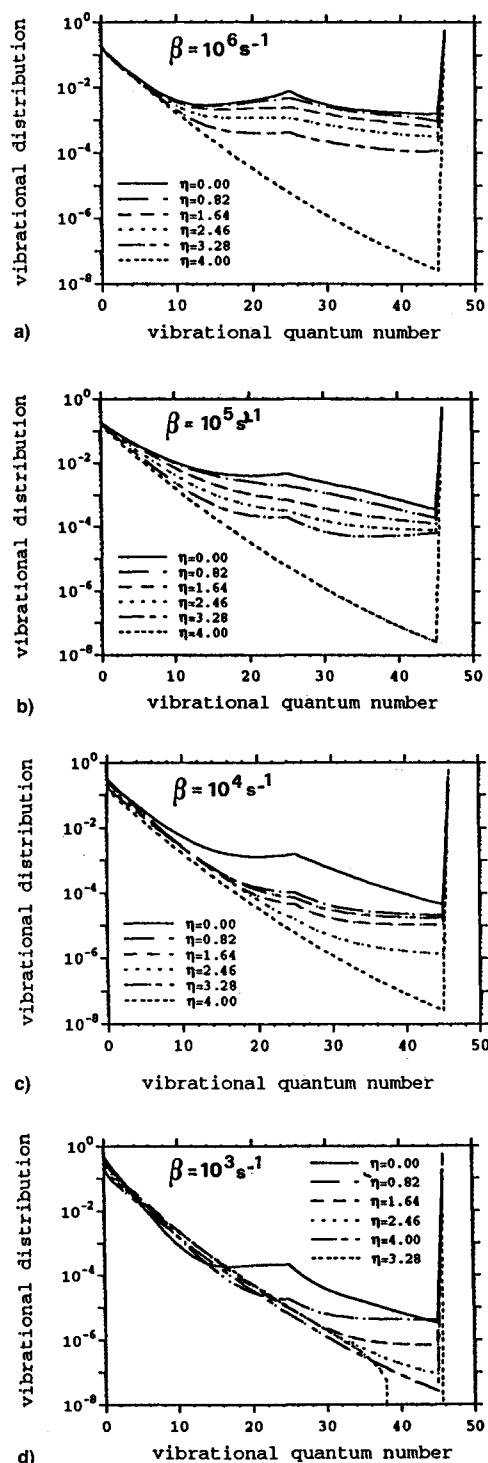 10⁰
10⁻²
10⁻⁴
10⁻⁶
10⁻⁸
vibrational distribution
β = 10⁶ s⁻¹
η=0.00
η=0.82
η=1.64
η=2.46
η=3.28
η=4.00
0 10 20 30 40 50
a) vibrational quantum number
10⁰
10⁻²
10⁻⁴
10⁻⁶
10⁻⁸
vibrational distribution
β = 10⁵ s⁻¹
η=0.00
η=0.82
η=1.64
η=2.46
η=3.28
η=4.00
0 10 20 30 40 50
b) vibrational quantum number
10⁰
10⁻²
10⁻⁴
10⁻⁶
10⁻⁸
vibrational distribution
β = 10⁴ s⁻¹
η=0.00
η=0.82
η=1.64
η=2.46
η=3.28
η=4.00
0 10 20 30 40 50
c) vibrational quantum number
10⁰
10⁻²
10⁻⁴
10⁻⁶
10⁻⁸
vibrational distribution
β = 10³ s⁻¹
η=0.00
η=0.82
η=1.64
η=2.46
η=4.00
η=3.28
0 10 20 30 40 50
d) vibrational quantum number